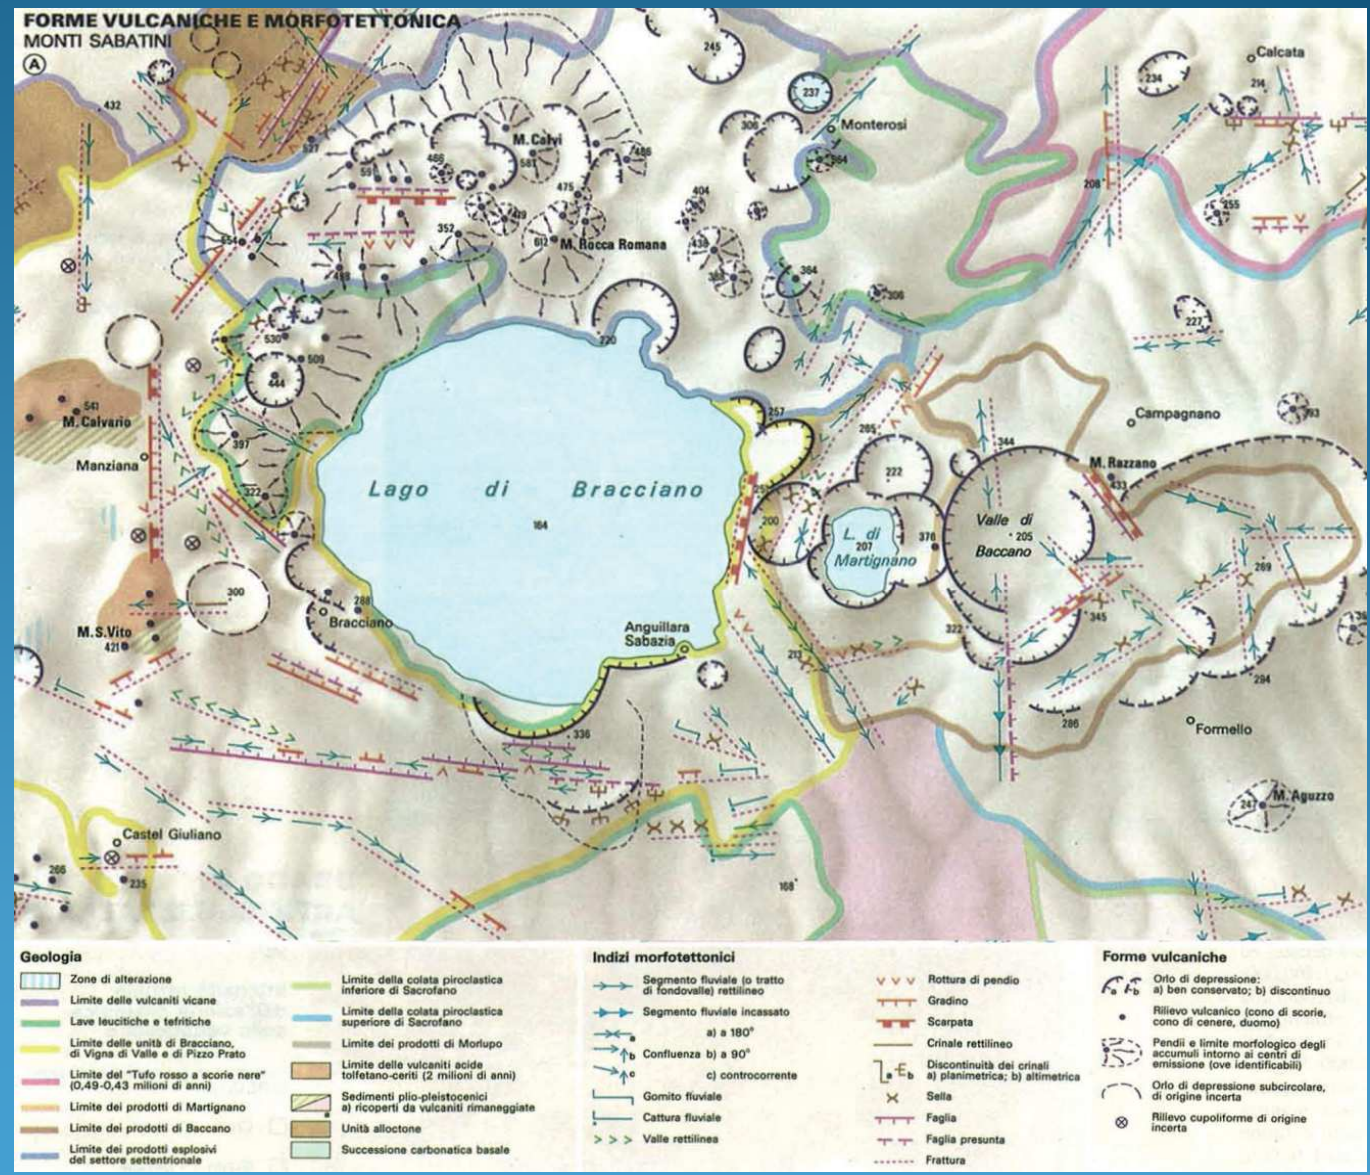 FORME VULCANICHE E MORFOTETTONICA
MONTI SABATINI
A
432
245
237
Calcata
234
214
Monterosi
306
M. Calvi
581
486
466
527
564
475
404
419
208
255
654
352
612
M. Rocca Romana
438
364
306
227
530
509
220
444
541
M. Calvario
Manziana
397
322
257
265
222
344
Campagnano
M. Razzano
433
Lago di Bracciano
164
200
L. di
207
Martignano
376
Valle di
205
Baccano
269
300
288
Bracciano
M.S.Vito
421
Anguillara
Sabazia
213
322
345
294
286
Formello
336
247
M. Aguzzo
Castel Giuliano
266
235
168
Geologia
Zone di alterazione
Limite delle vulcaniti vicane
Lave leucitiche e tefritiche
Limite delle unità di Bracciano,
di Vigna di Valle e di Pizzo Prato
Limite del "Tufo rosso a scorie nere"
(0,49-0,43 milioni di anni)
Limite dei prodotti di Martignano
Limite dei prodotti di Baccano
Limite dei prodotti esplosivi
del settore settentrionale
Limite della colata piroclastica
inferiore di Sacrofano
Limite della colata piroclastica
superiore di Sacrofano
Limite dei prodotti di Morlupo
Limite delle vulcaniti acide
tolfetano-ceriti (2 milioni di anni)
Sedimenti plio-pleistocenici
a) ricoperti da vulcaniti rimaneggiate
Unità alloctone
Successione carbonatica basale
Indizi morfotettonici
Segmento fluviale (o tratto
di fondovalle) rettilineo
Segmento fluviale incassato
a) a 180°
Confluenza b) a 90°
c) controcorrente
Gomito fluviale
Cattura fluviale
Valle rettilinea
Rottura di pendio
Gradino
Scarpata
Crinale rettilineo
Discontinuità dei crinali
a) planimetrica; b) altimetrica
Sella
Faglia
Faglia presunta
Frattura
Forme vulcaniche
Orlo di depressione:
a) ben conservato; b) discontinuo
Rilievo vulcanico (cono di scorie,
cono di cenere, duomo)
Pendii e limite morfologico degli
accumuli intorno ai centri di
emissione (ove identificabili)
Orlo di depressione subcircolare,
di origine incerta
Rilievo cupoliforme di origine
incerta